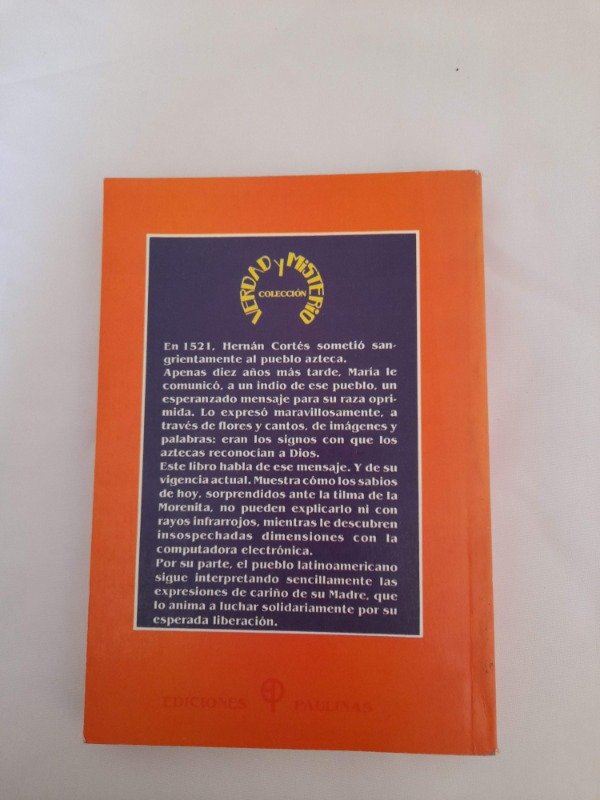 VERDAD y MiSTERiO
COLECCIÓN
En 1521, Hernán Cortés sometió san-
grientamente al pueblo azteca.
Apenas diez años más tarde, María le
comunicó, a un indio de ese pueblo, un
esperanzado mensaje para su raza opri-
mida. Lo expresó maravillosamente, a
través de flores y cantos, de imágenes y
palabras: eran los signos con que los
aztecas reconocían a Dios.
Este libro habla de ese mensaje. Y de su
vigencia actual. Muestra cómo los sabios
de hoy, sorprendidos ante la tilma de la
Morenita, no pueden explicarlo ni con
rayos infrarrojos, mientras le descubren
insospechadas dimensiones con la
computadora electrónica.
Por su parte, el pueblo latinoamericano
sigue interpretando sencillamente las
expresiones de cariño de su Madre, que
lo anima a luchar solidariamente por su
esperada liberación.
EDICIONES EP PAULINAS